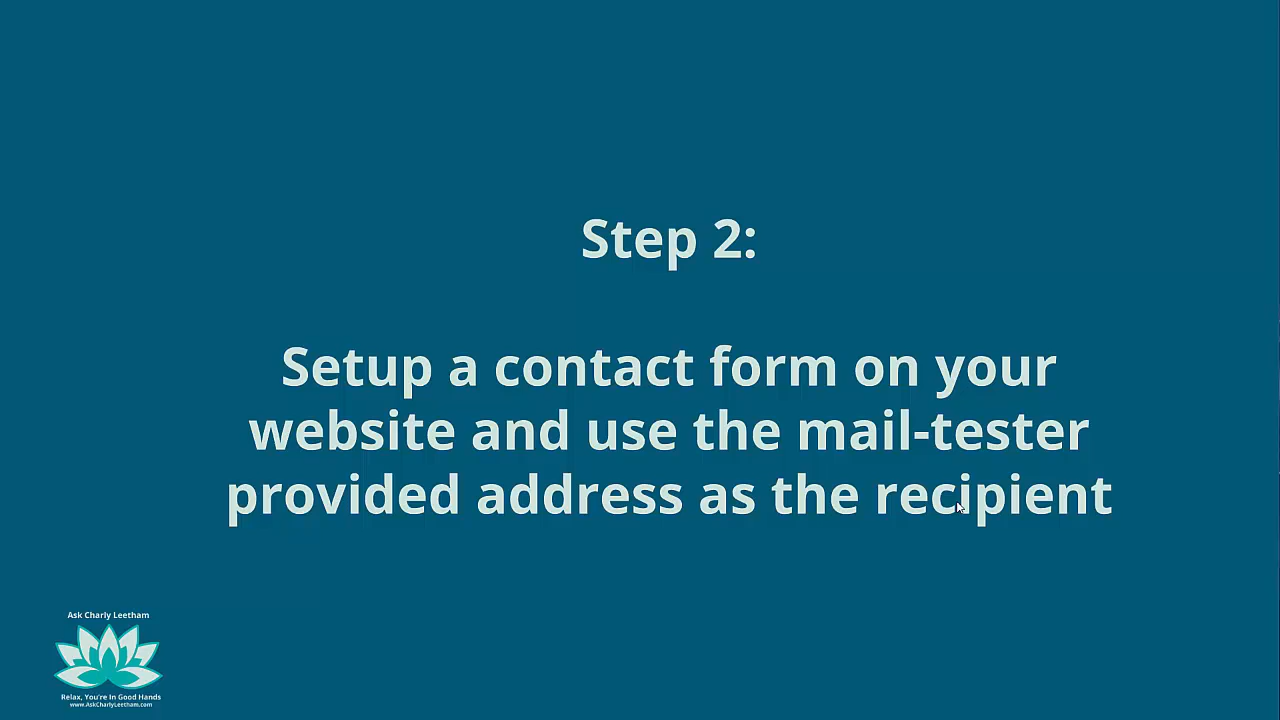 Step 2:
Setup a contact form on your
website and use the mail-tester
provided address as the recipient
Ask Charly Leetham
Relax, You're In Good Hands
www.AskCharlyLeetham.com